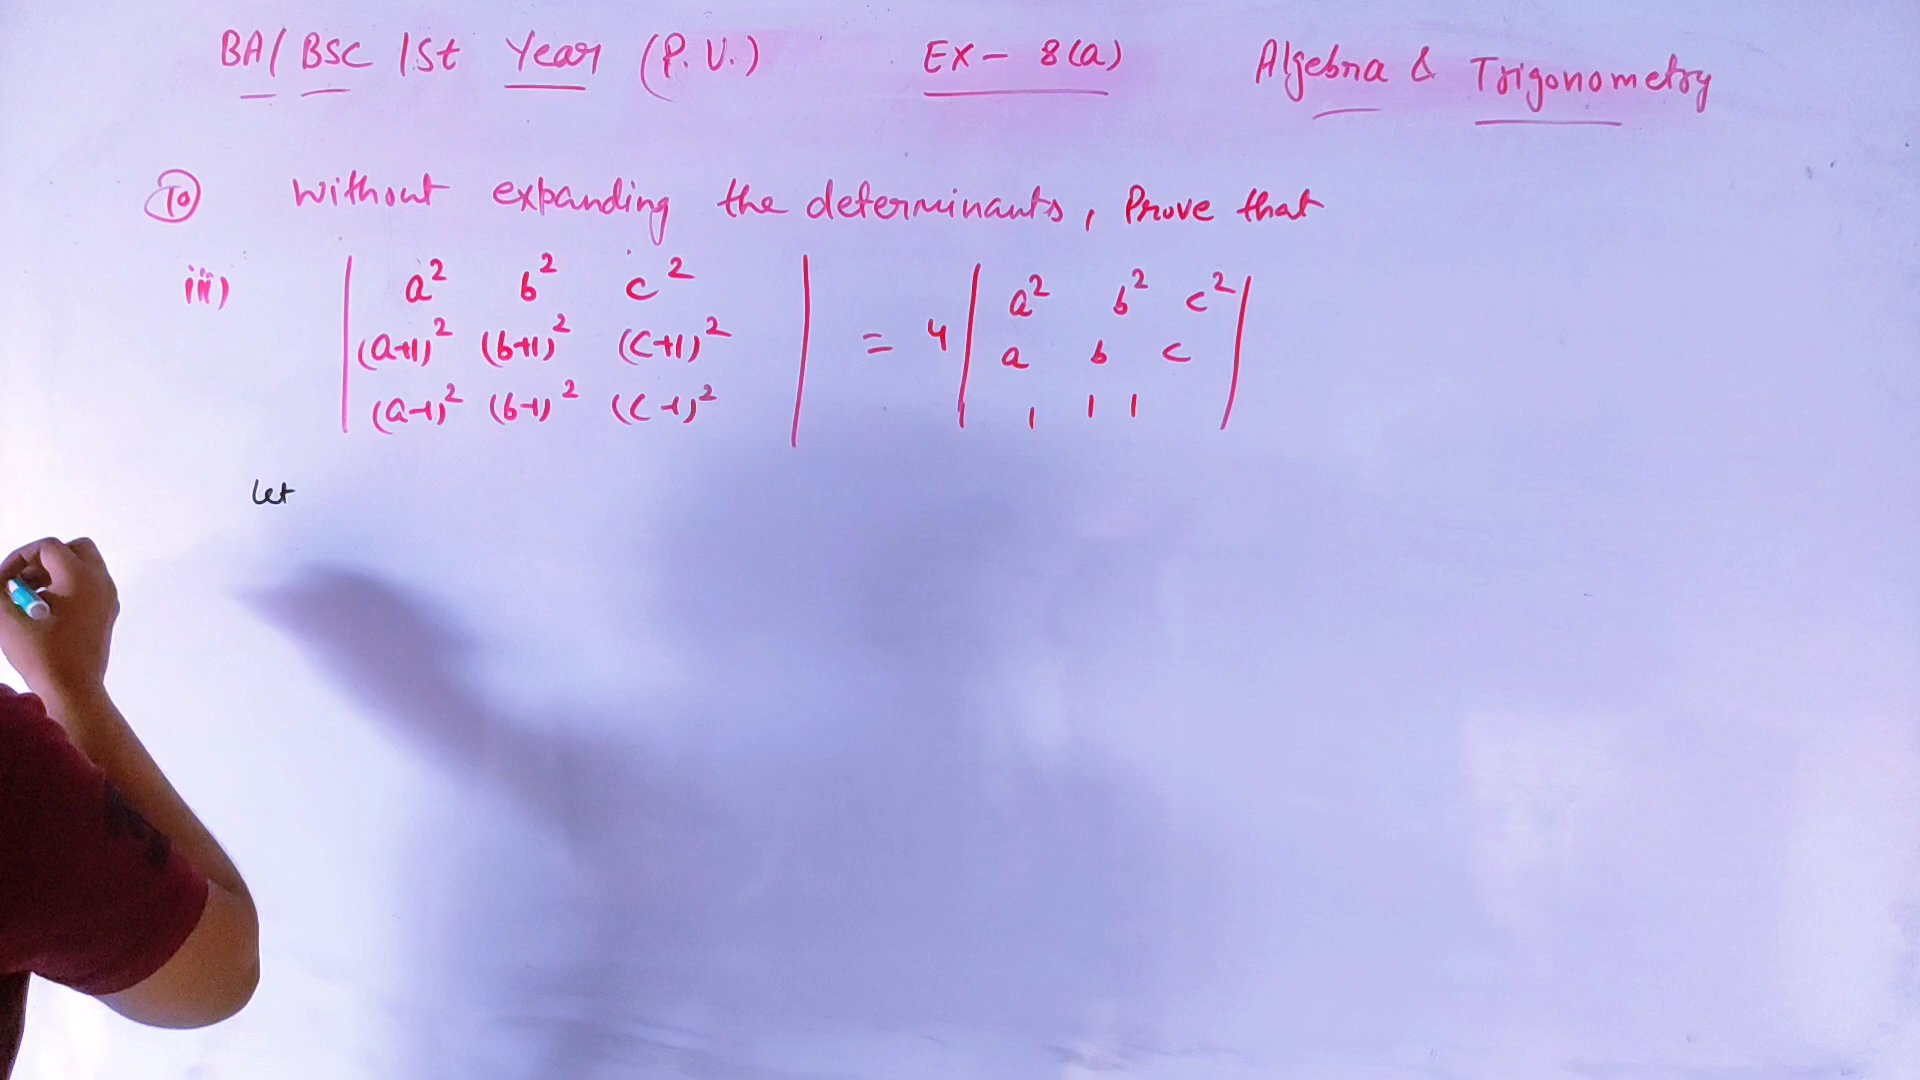 BA/ BSC 1St Year (P.U.) EX- 8(a) Algebra & Trigonometry
10 without expanding the determinants, Prove that
iii) | a² b² c² | = 4 | a² b² c² |
| (a+1)² (b+1)² (c+1)² | | a b c |
| (a-1)² (b-1)² (c-1)² | | 1 1 1 |
let